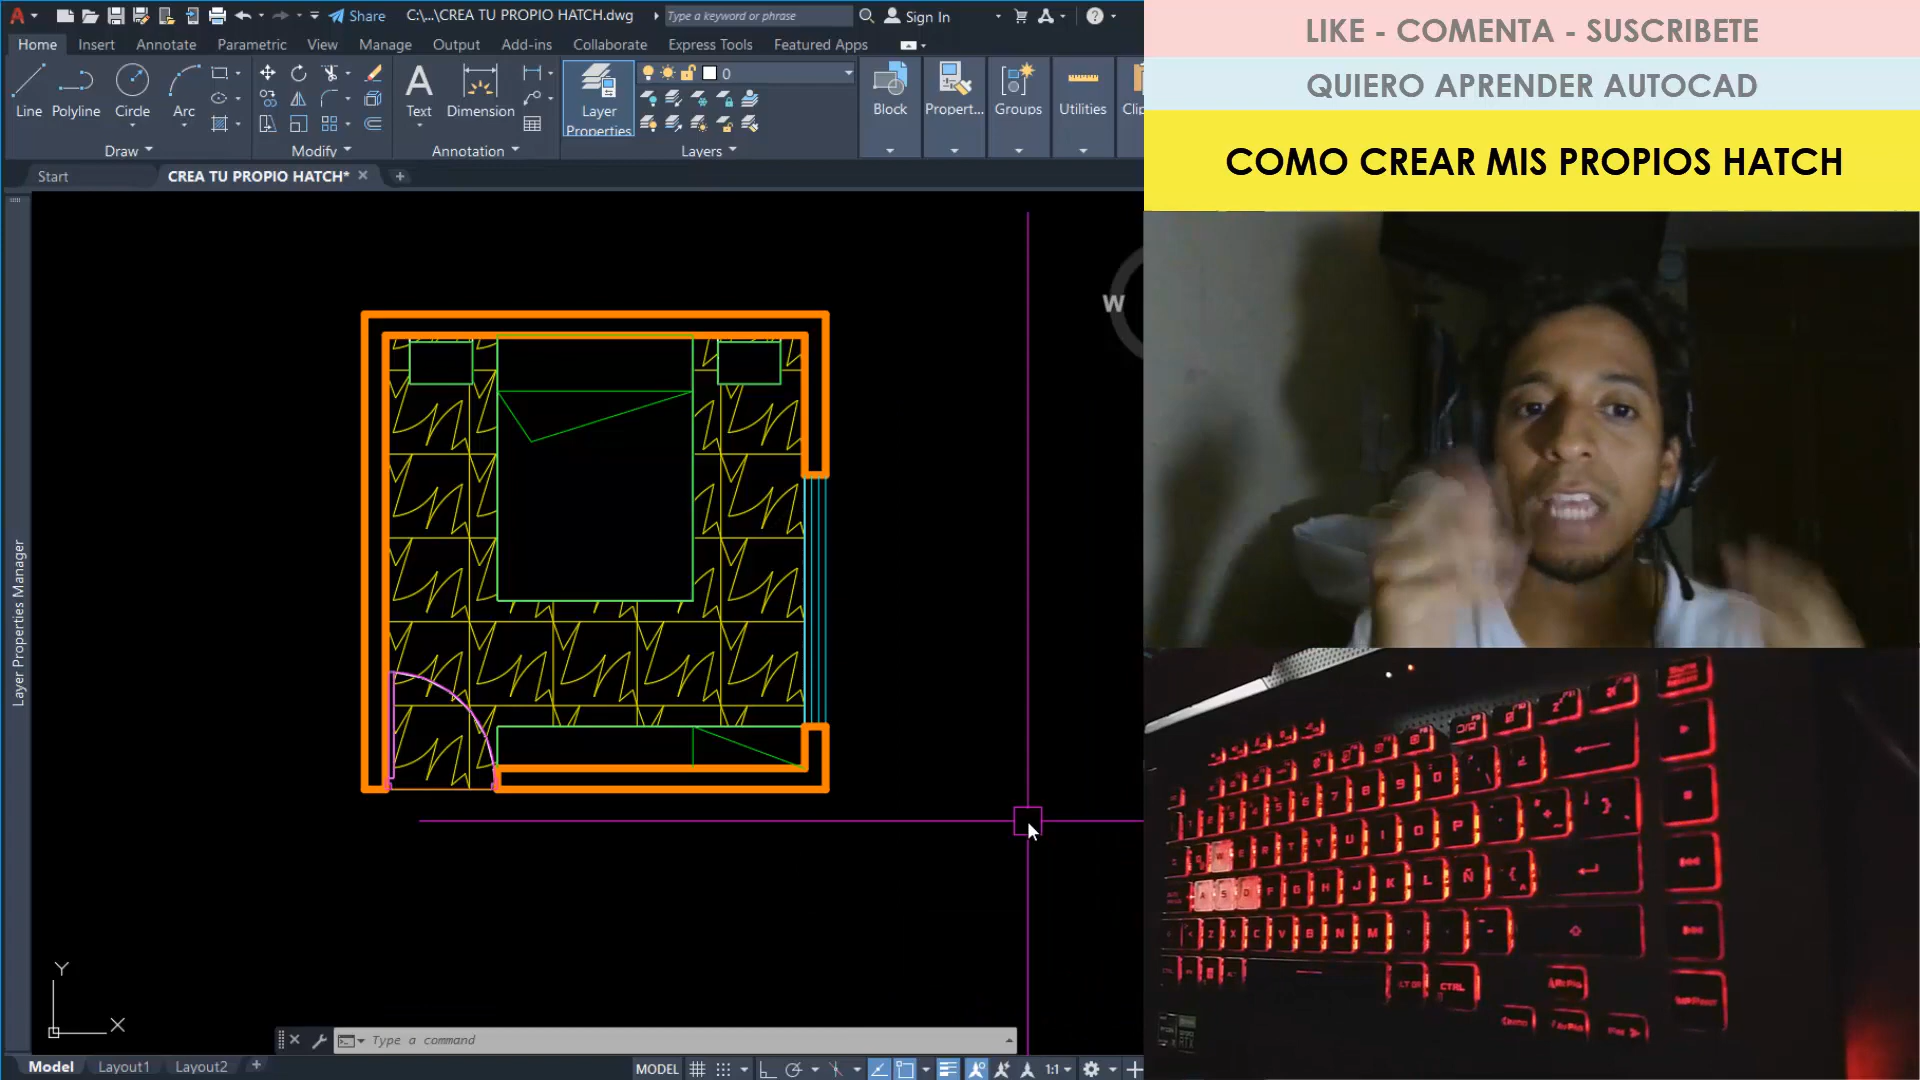 Share
C:\...\CREA TU PROPIO HATCH.dwg
Type a keyword or phrase
Sign In
Home
Insert
Annotate
Parametric
View
Manage
Output
Add-ins
Collaborate
Express Tools
Featured Apps
Line
Polyline
Circle
Arc
Text
Dimension
Layer
Properties
0
Block
Propert...
Groups
Utilities
Draw
Modify
Annotation
Layers
Start
CREA TU PROPIO HATCH*
W
Layer Properties Manager
Y
X
Type a command
Model
Layout1
Layout2
MODEL
1:1
LIKE - COMENTA - SUSCRIBETE
QUIERO APRENDER AUTOCAD
COMO CREAR MIS PROPIOS HATCH
R T Y U I O P
A S D F G H J K L Ñ
Z X C V B N M
CTRL